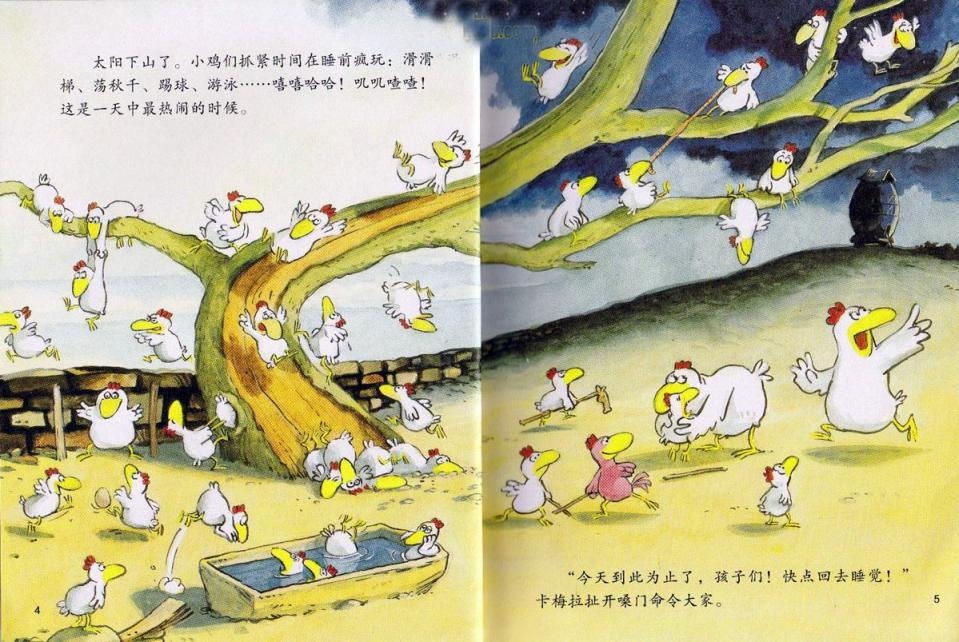 太阳下山了。小鸡们抓紧时间在睡前疯玩：滑滑
梯、荡秋千、踢球、游泳……嘻嘻哈哈！叽叽喳喳！
这是一天中最热闹的时候。
“今天到此为止了，孩子们！快点回去睡觉！”
卡梅拉扯开嗓门命令大家。
4
5